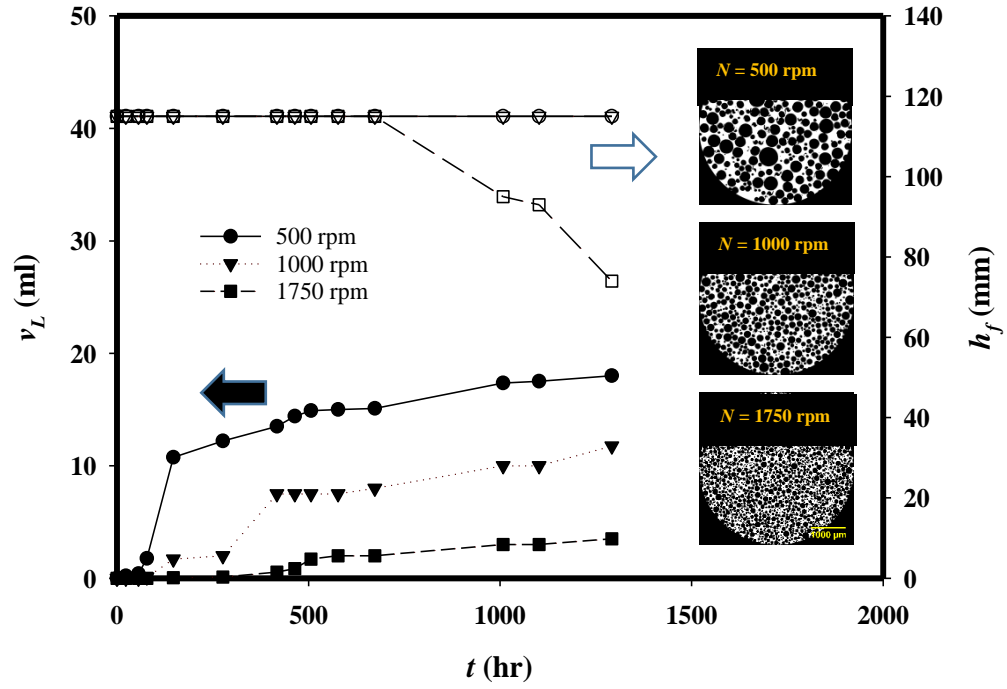 50
40
30
20
10
0
v_L (ml)
140
120
100
80
60
40
20
0
h_f (mm)
0
500
1000
1500
2000
t (hr)
500 rpm
1000 rpm
1750 rpm
N = 500 rpm
N = 1000 rpm
N = 1750 rpm
1000 µm